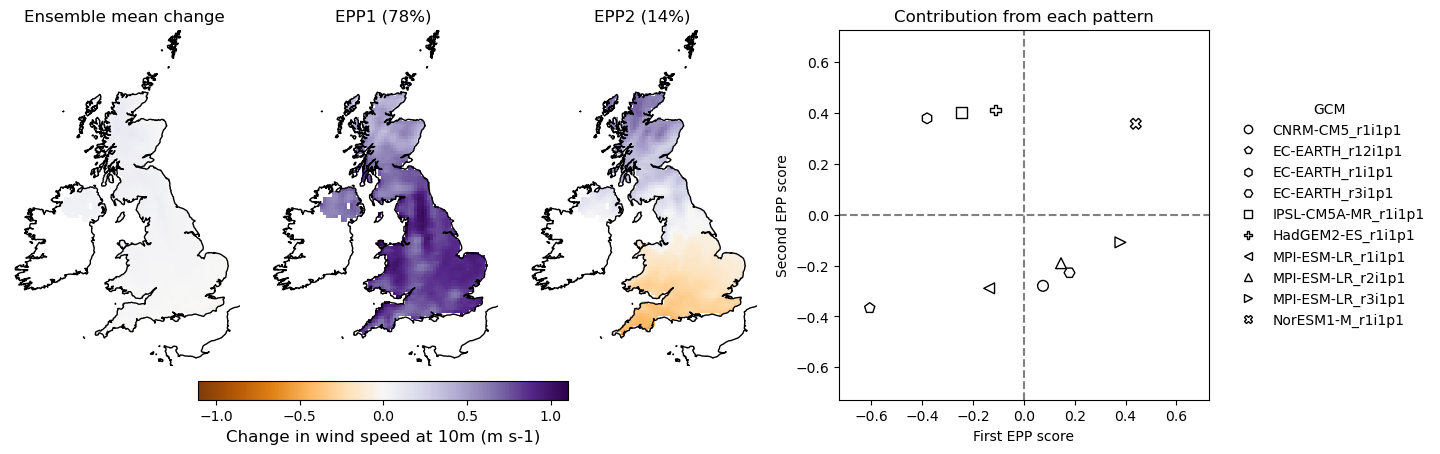 Ensemble mean change
EPP1 (78%)
EPP2 (14%)
Contribution from each pattern
−1.0
−0.5
0.0
0.5
1.0
Change in wind speed at 10m (m s-1)
Second EPP score
0.6
0.4
0.2
0.0
−0.2
−0.4
−0.6
−0.6
−0.4
−0.2
0.0
0.2
0.4
0.6
First EPP score
GCM
CNRM-CM5_r1i1p1
EC-EARTH_r12i1p1
EC-EARTH_r1i1p1
EC-EARTH_r3i1p1
IPSL-CM5A-MR_r1i1p1
HadGEM2-ES_r1i1p1
MPI-ESM-LR_r1i1p1
MPI-ESM-LR_r2i1p1
MPI-ESM-LR_r3i1p1
NorESM1-M_r1i1p1